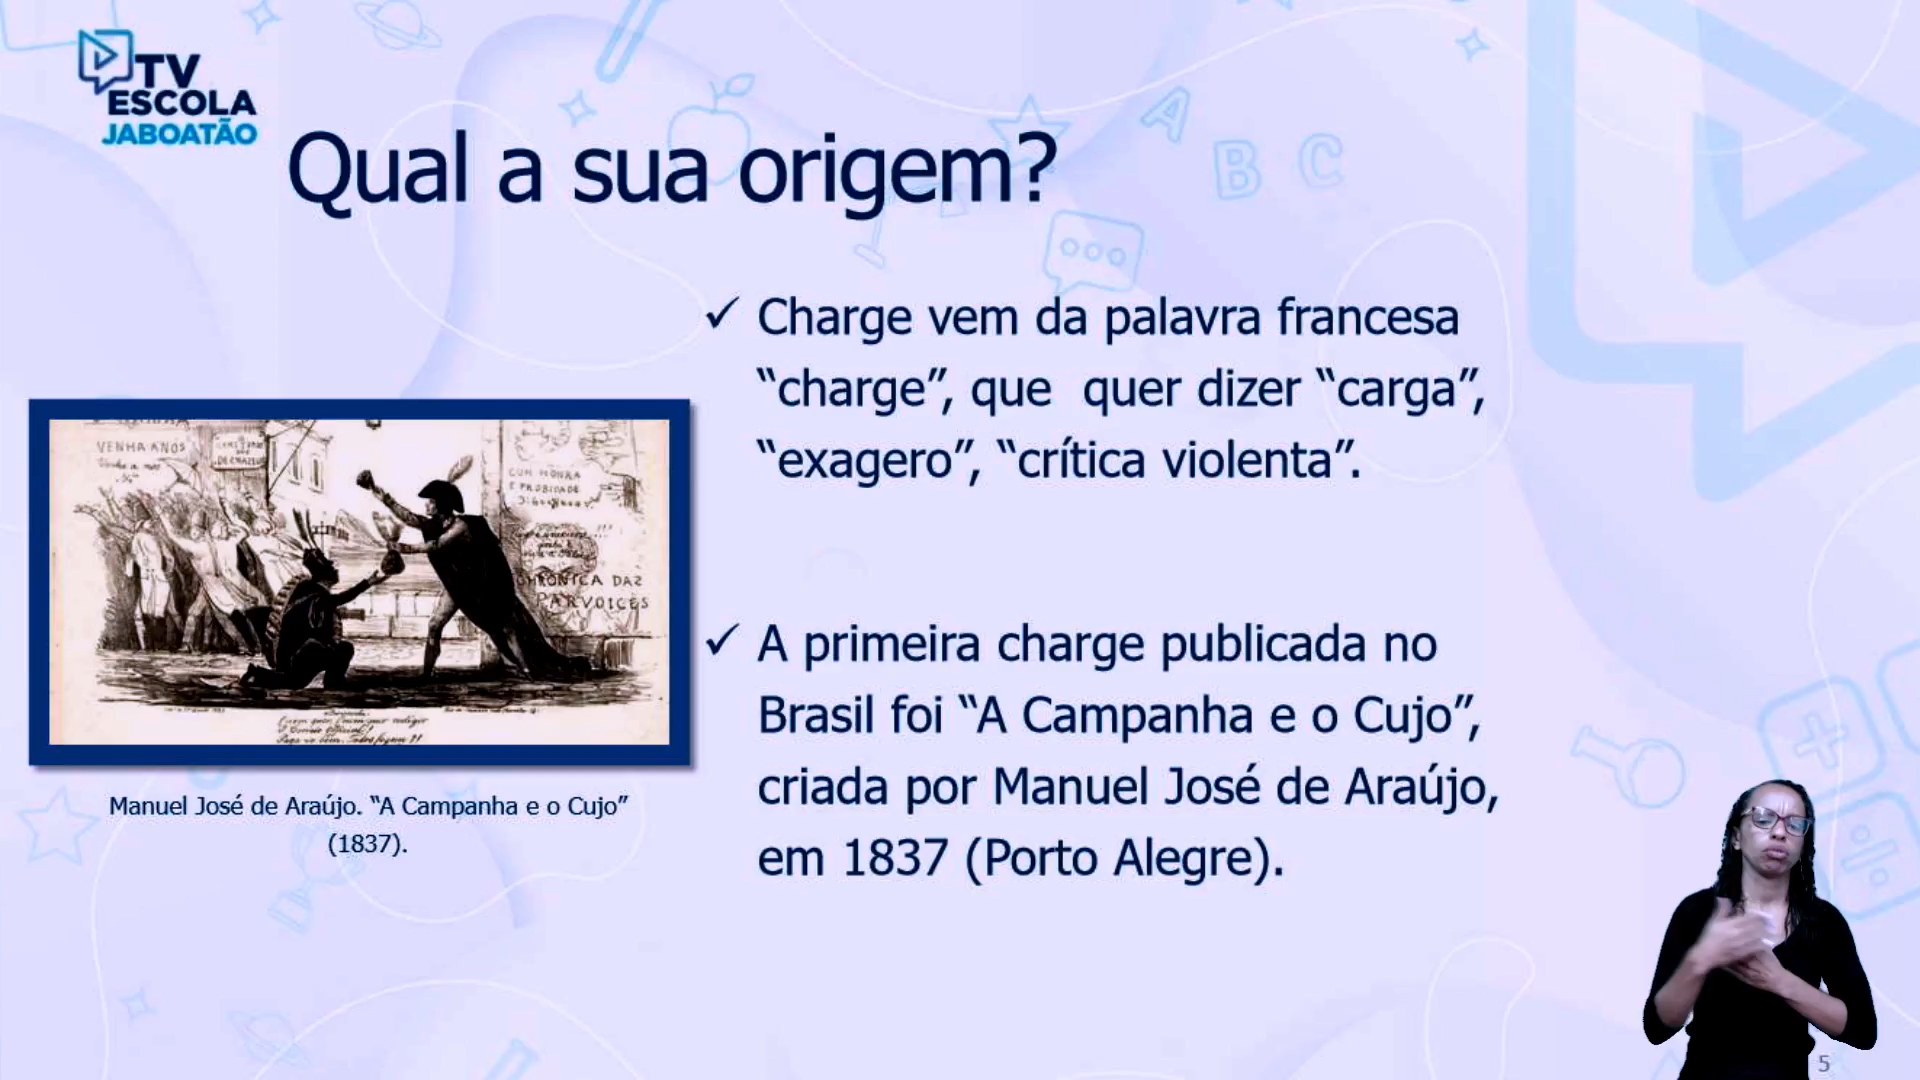 TV
ESCOLA
JABOATÃO
Qual a sua origem?
✓ Charge vem da palavra francesa
“charge”, que quer dizer “carga”,
“exagero”, “crítica violenta”.
VENHA A NOS
COM HONRA
E PROBIDADE
CHRONICA DAS
PARVOICES
✓ A primeira charge publicada no
Brasil foi “A Campanha e o Cujo”,
criada por Manuel José de Araújo,
em 1837 (Porto Alegre).
Manuel José de Araújo. “A Campanha e o Cujo”
(1837).
5